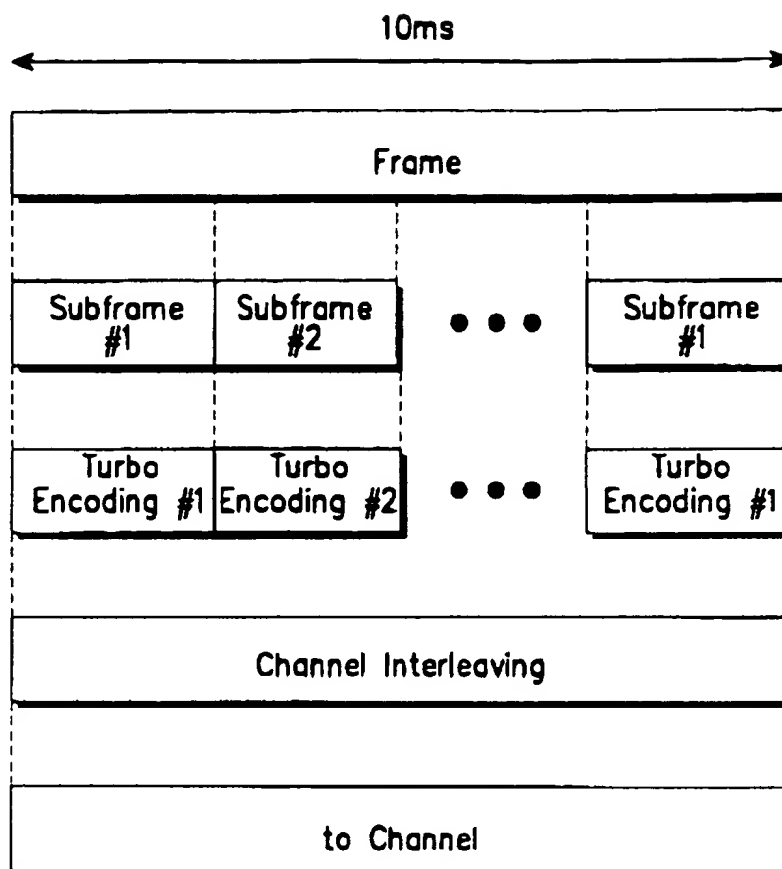 10ms
Frame
Subframe #1
Subframe #2
Subframe #1
Turbo Encoding #1
Turbo Encoding #2
Turbo Encoding #1
Channel Interleaving
to Channel